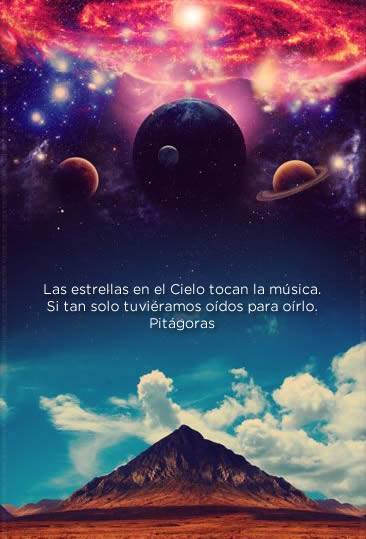 Las estrellas en el Cielo tocan la música.
Si tan solo tuviéramos oídos para oírlo.
Pitágoras